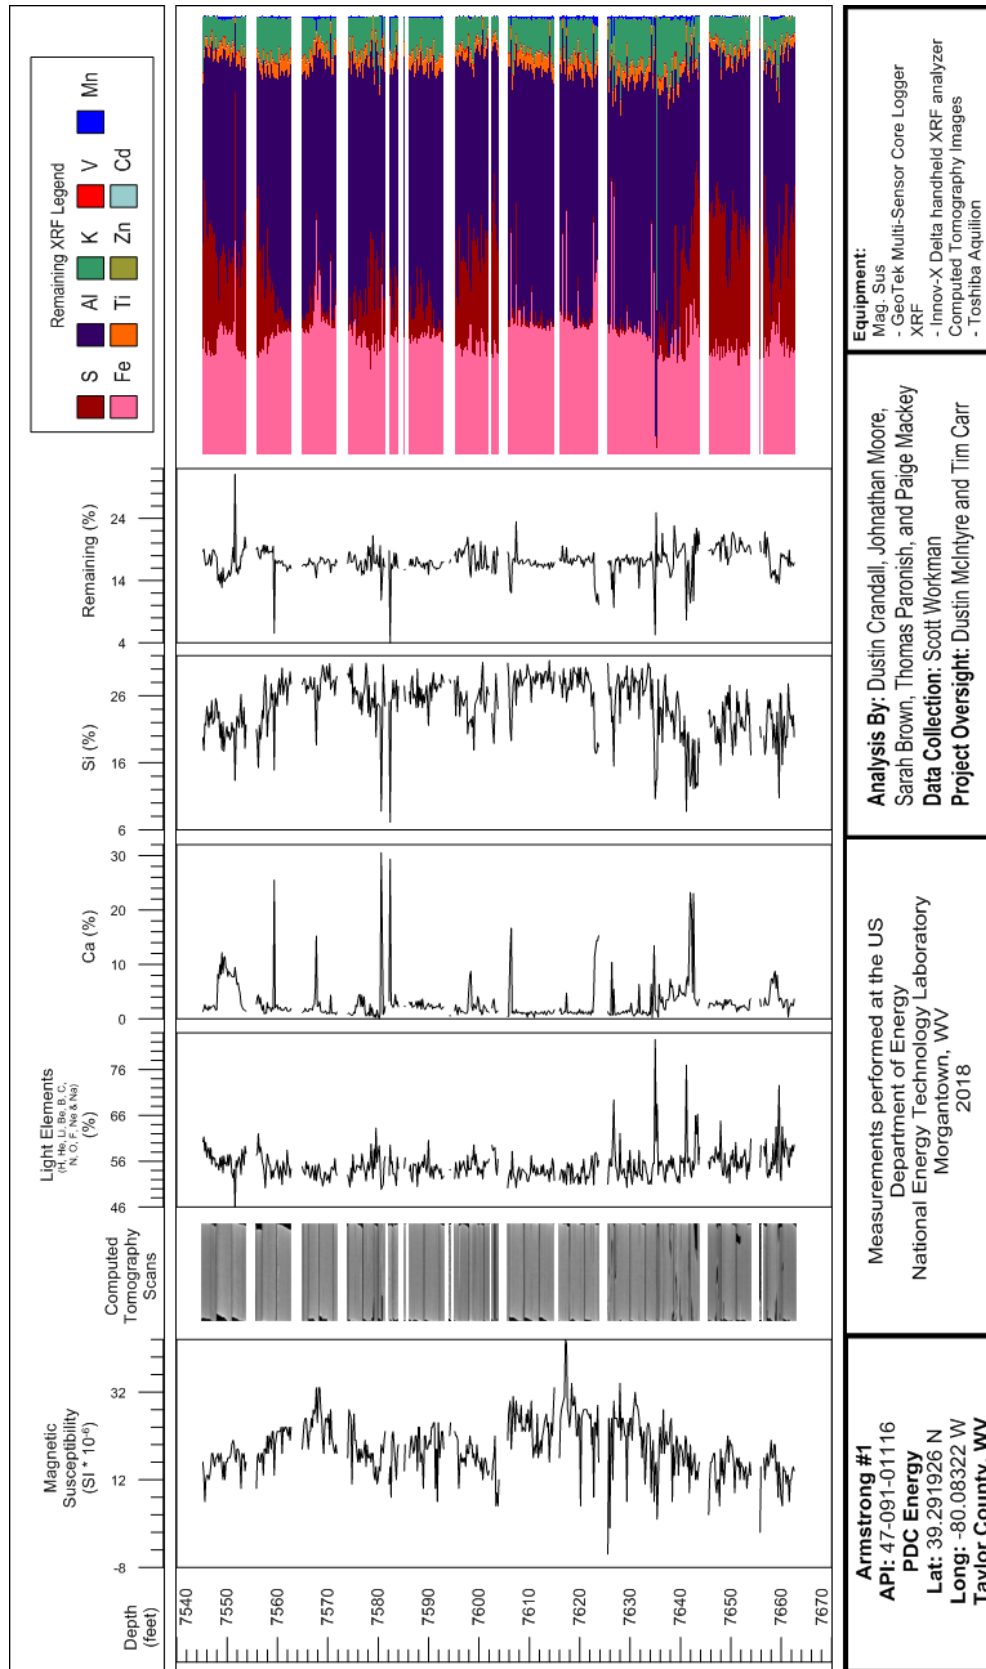 Remaining XRF Legend
S Al K V Mn
Fe Ti Zn Cd
Remaining (%)
24
14
4
Si (%)
26
16
6
Ca (%)
30
20
10
0
Light Elements
(H, He, Li, Be, B, C,
N, O, F, Ne & Na)
(%)
76
66
56
46
Computed
Tomography
Scans
Magnetic
Susceptibility
(SI * 10⁻⁶)
32
12
-8
Depth
(feet)
7540
7550
7560
7570
7580
7590
7600
7610
7620
7630
7640
7650
7660
7670
Equipment:
Mag. Sus
- GeoTek Multi-Sensor Core Logger
XRF
- Innov-X Delta handheld XRF analyzer
Computed Tomography Images
- Toshiba Aquilion
Analysis By: Dustin Crandall, Johnathan Moore,
Sarah Brown, Thomas Paronish, and Paige Mackey
Data Collection: Scott Workman
Project Oversight: Dustin McIntyre and Tim Carr
Measurements performed at the US
Department of Energy
National Energy Technology Laboratory
Morgantown, WV
2018
Armstrong #1
API: 47-091-01116
PDC Energy
Lat: 39.291926 N
Long: -80.08322 W
Taylor County, WV